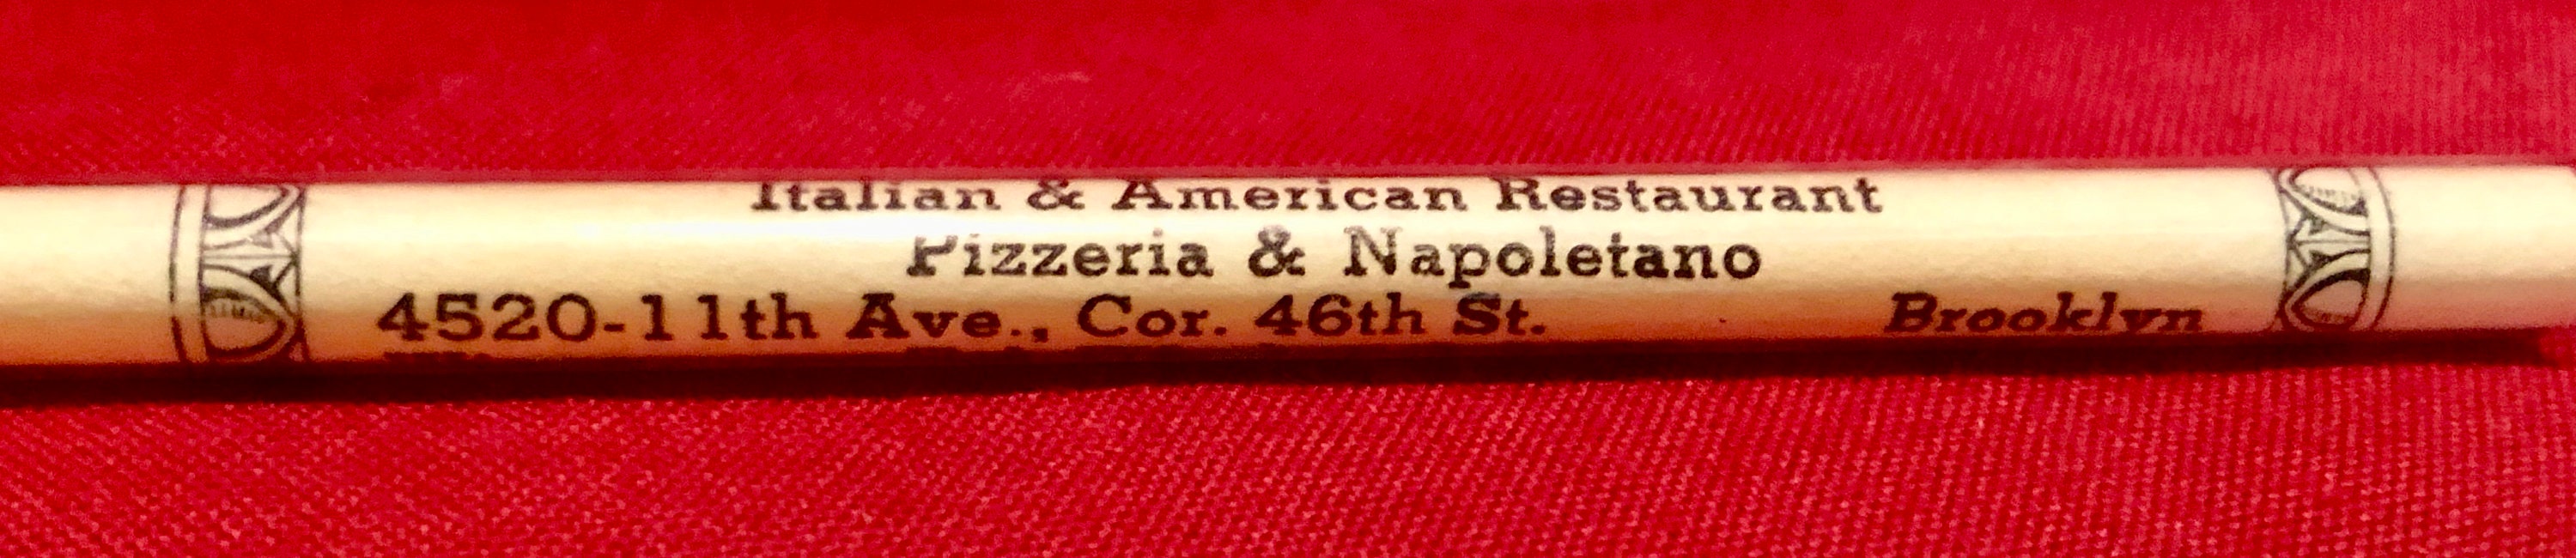 Italian & American Restaurant
Pizzeria & Napoletano
4520-11th Ave., Cor. 46th St. Brooklyn